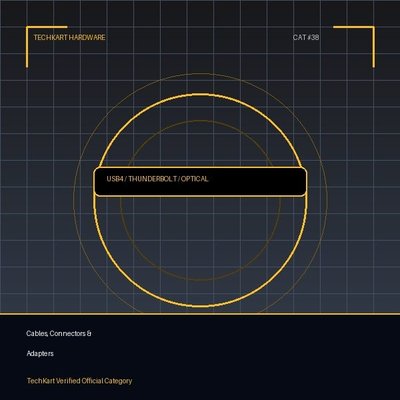 TECHKART HARDWARE
CAT #38
USB4 / THUNDERBOLT / OPTICAL
Cables, Connectors &
Adapters
TechKart Verified Official Category